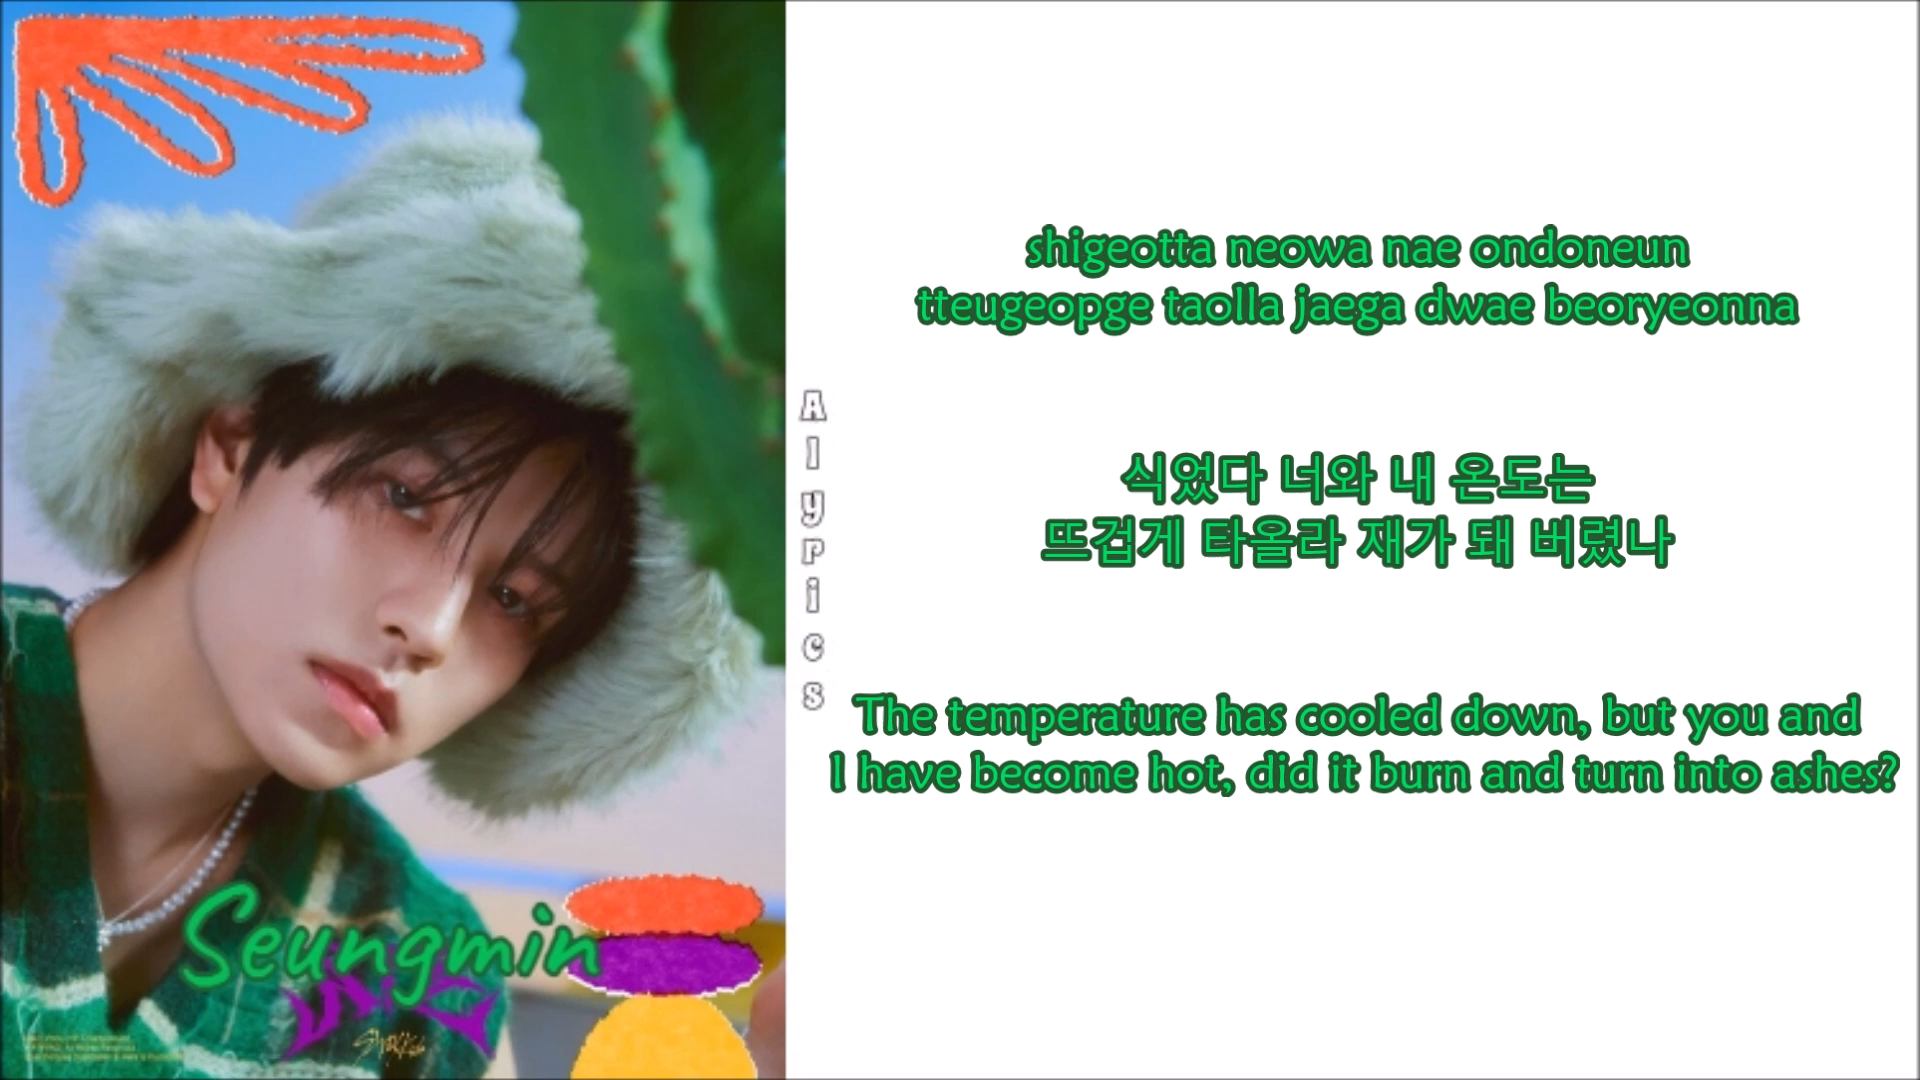 shigeotta neowa nae ondoneun
tteugeopge taolla jaega dwae beoryeonna
식었다 너와 내 온도는
뜨겁게 타올라 재가 돼 버렸나
The temperature has cooled down, but you and
I have become hot, did it burn and turn into ashes?
Alypics
Seungmin